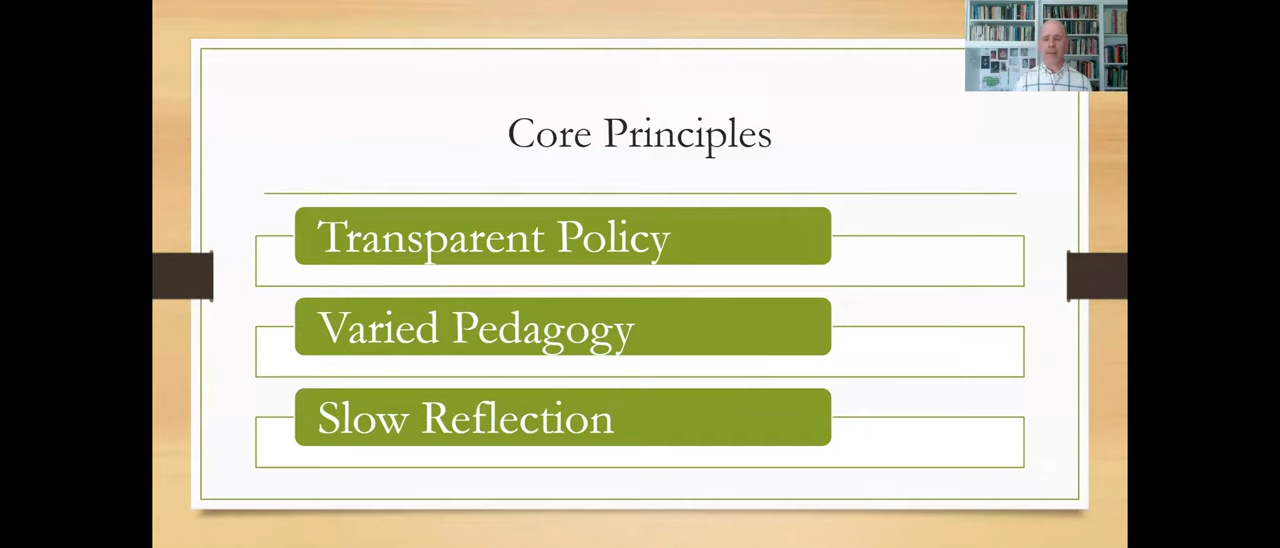 Core Principles
Transparent Policy
Varied Pedagogy
Slow Reflection